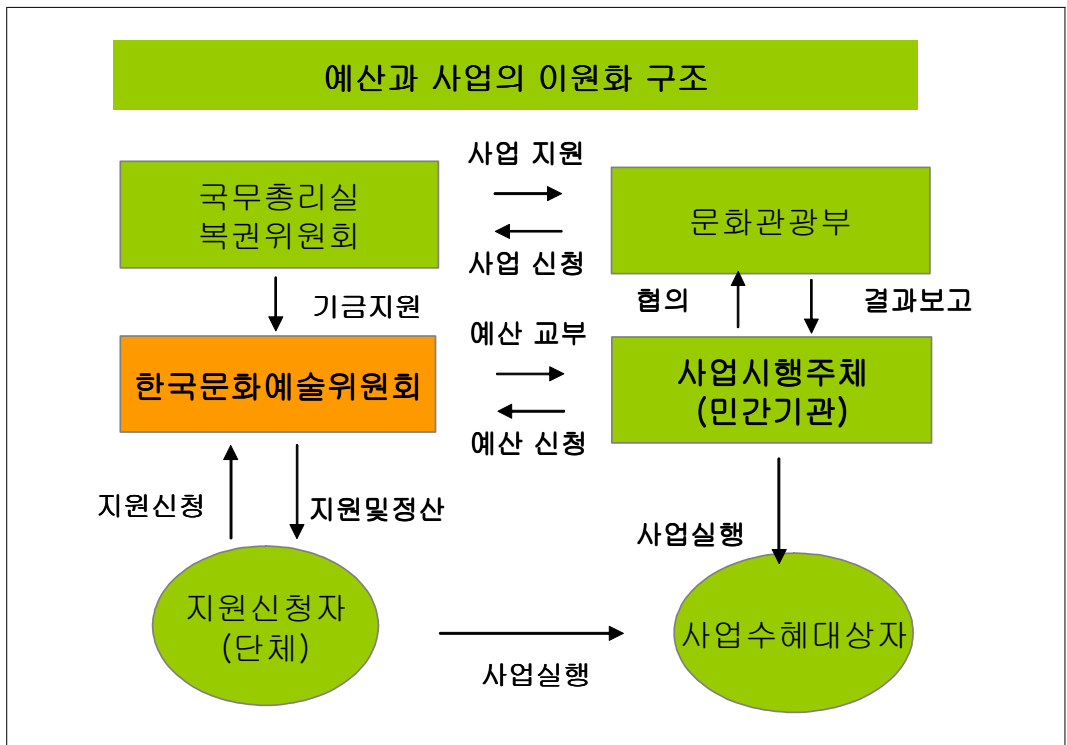 예산과 사업의 이원화 구조
사업 지원
국무총리실
복권위원회
문화관광부
사업 신청
기금지원
협의
결과보고
예산 교부
한국문화예술위원회
사업시행주체
(민간기관)
예산 신청
지원신청
지원및정산
사업실행
지원신청자
(단체)
사업수혜대상자
사업실행